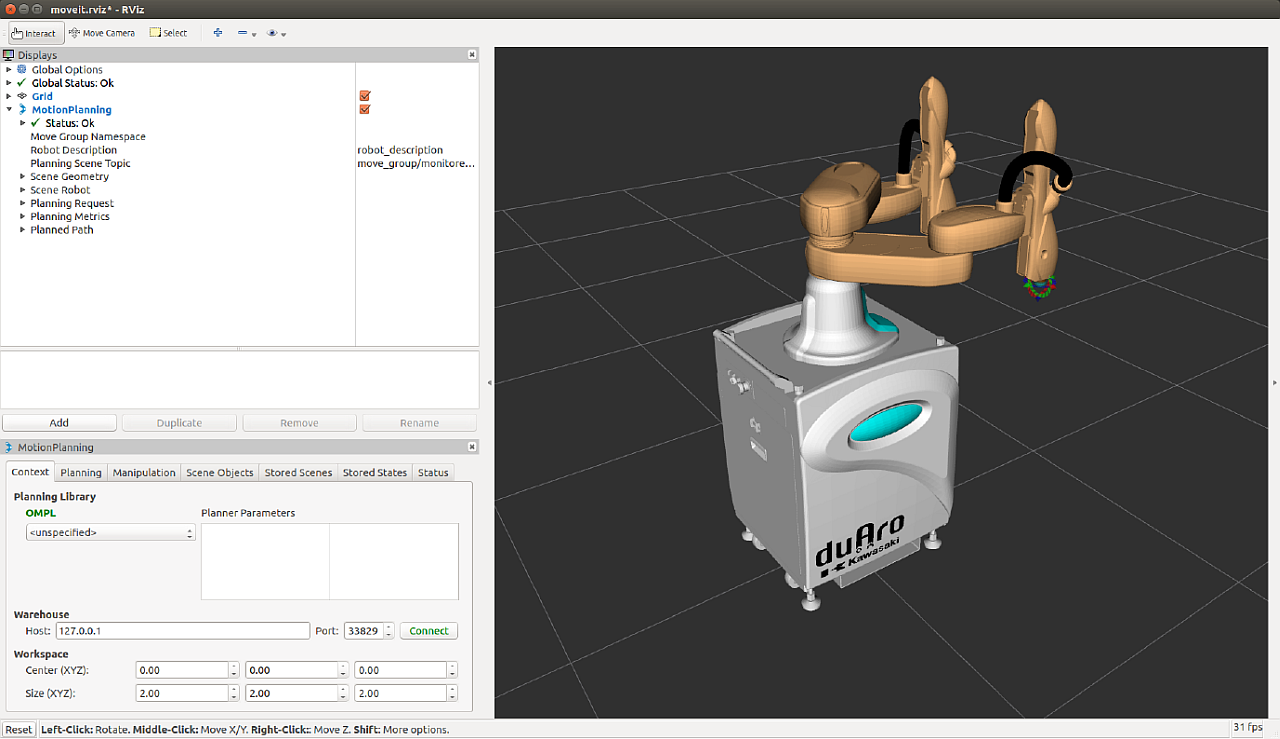 moveit.rviz* - RViz
Interact Move Camera Select
Displays
Global Options
Global Status: Ok
Grid
MotionPlanning
Status: Ok
Move Group Namespace
Robot Description robot_description
Planning Scene Topic move_group/monitore...
Scene Geometry
Scene Robot
Planning Request
Planning Metrics
Planned Path
Add Duplicate Remove Rename
MotionPlanning
Context Planning Manipulation Scene Objects Stored Scenes Stored States Status
Planning Library
OMPL Planner Parameters
<unspecified>
Warehouse
Host: 127.0.0.1 Port: 33829 Connect
Workspace
Center (XYZ): 0.00 0.00 0.00
Size (XYZ): 2.00 2.00 2.00
Reset Left-Click: Rotate. Middle-Click: Move X/Y. Right-Click:: Move Z. Shift: More options. 31 fps
duAro
Kawasaki